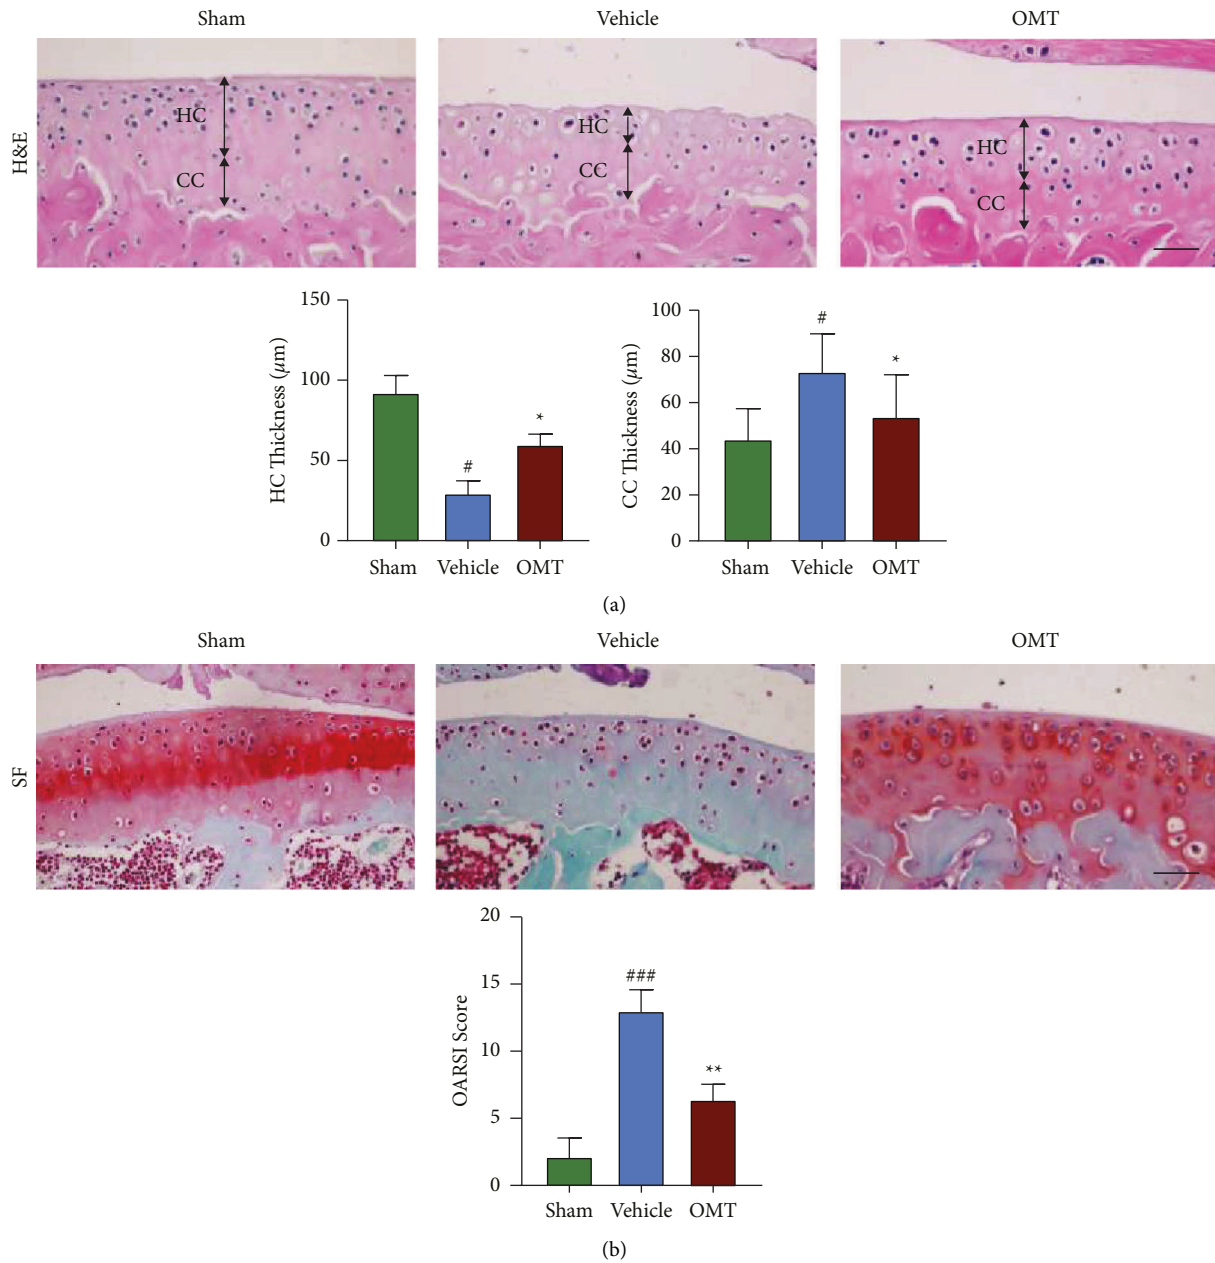 Sham Vehicle OMT
H&E
HC HC HC
CC CC CC
150
100
50
0
HC Thickness (μm)
#
*
Sham Vehicle OMT
100
80
60
40
20
0
CC Thickness (μm)
#
*
Sham Vehicle OMT
(a)
Sham Vehicle OMT
SF
20
15
10
5
0
OARSI Score
###
**
Sham Vehicle OMT
(b)